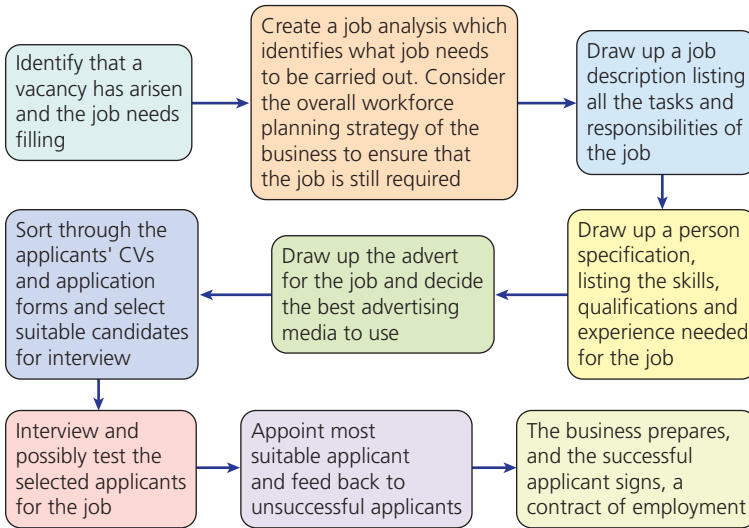 Identify that a
vacancy has arisen
and the job needs
filling
Create a job analysis which
identifies what job needs
to be carried out. Consider
the overall workforce
planning strategy of the
business to ensure that
the job is still required
Draw up a job
description listing
all the tasks and
responsibilities of
the job
Draw up a person
specification,
listing the skills,
qualifications and
experience needed
for the job
Draw up the advert
for the job and decide
the best advertising
media to use
Sort through the
applicants' CVs
and application
forms and select
suitable candidates
for interview
Interview and
possibly test the
selected applicants
for the job
Appoint most
suitable applicant
and feed back to
unsuccessful applicants
The business prepares,
and the successful
applicant signs, a
contract of employment